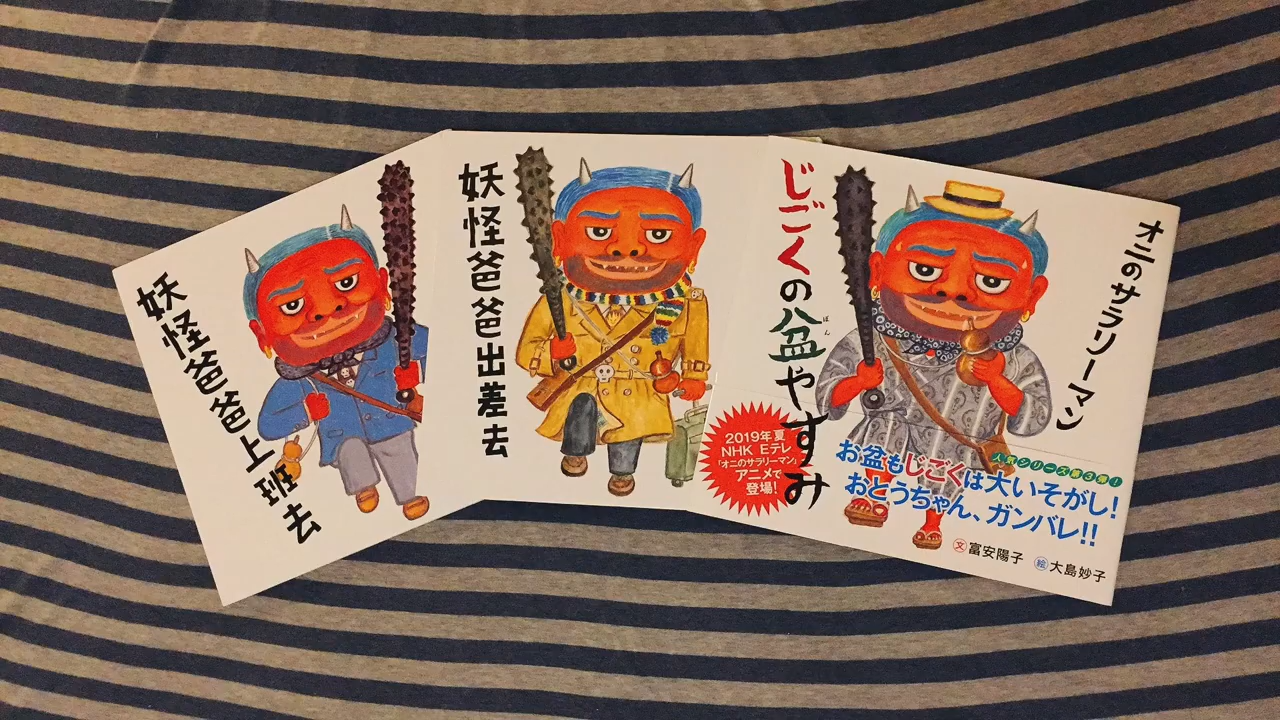 妖怪爸爸上班去
妖怪爸爸出差去
オニのサラリーマン
じごくの盆やすみ
ぼん
2019年夏
NHK Eテレ
「オニのサラリーマン」
アニメで
登場!
人気シリーズ第3弾!
お盆もじごくは大いそがし!
おとうちゃん、ガンバレ!!
文 富安陽子 絵 大島妙子